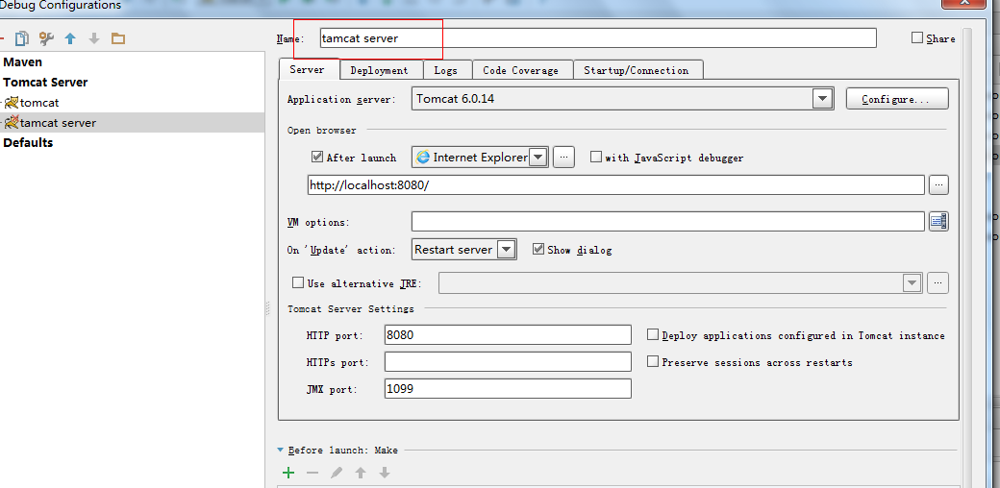 Debug Configurations
Name: tamcat server Share
Maven
Tomcat Server
tomcat
tamcat server
Defaults
Server Deployment Logs Code Coverage Startup/Connection
Application server: Tomcat 6.0.14 Configure...
Open browser
After launch Internet Explorer ... with JavaScript debugger
http://localhost:8080/ ...
VM options:
On 'Update' action: Restart server Show dialog
Use alternative JRE: ...
Tomcat Server Settings
HTTP port: 8080 Deploy applications configured in Tomcat instance
HTTPs port: Preserve sessions across restarts
JMX port: 1099
Before launch: Make